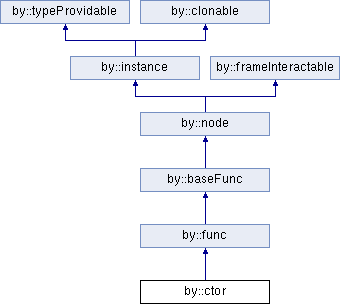 by::typeProvidable by::clonable
by::instance by::frameInteractable
by::node
by::baseFunc
by::func
by::ctor